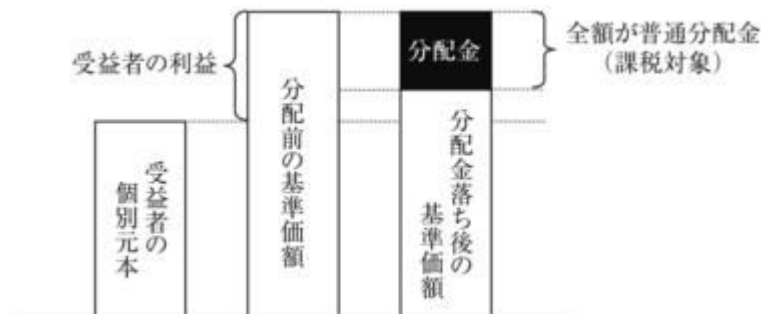 受益者の利益
分配金
全額が普通分配金
（課税対象）
受益者の
個別元本
分配前の基準価額
分配金落ち後の
基準価額